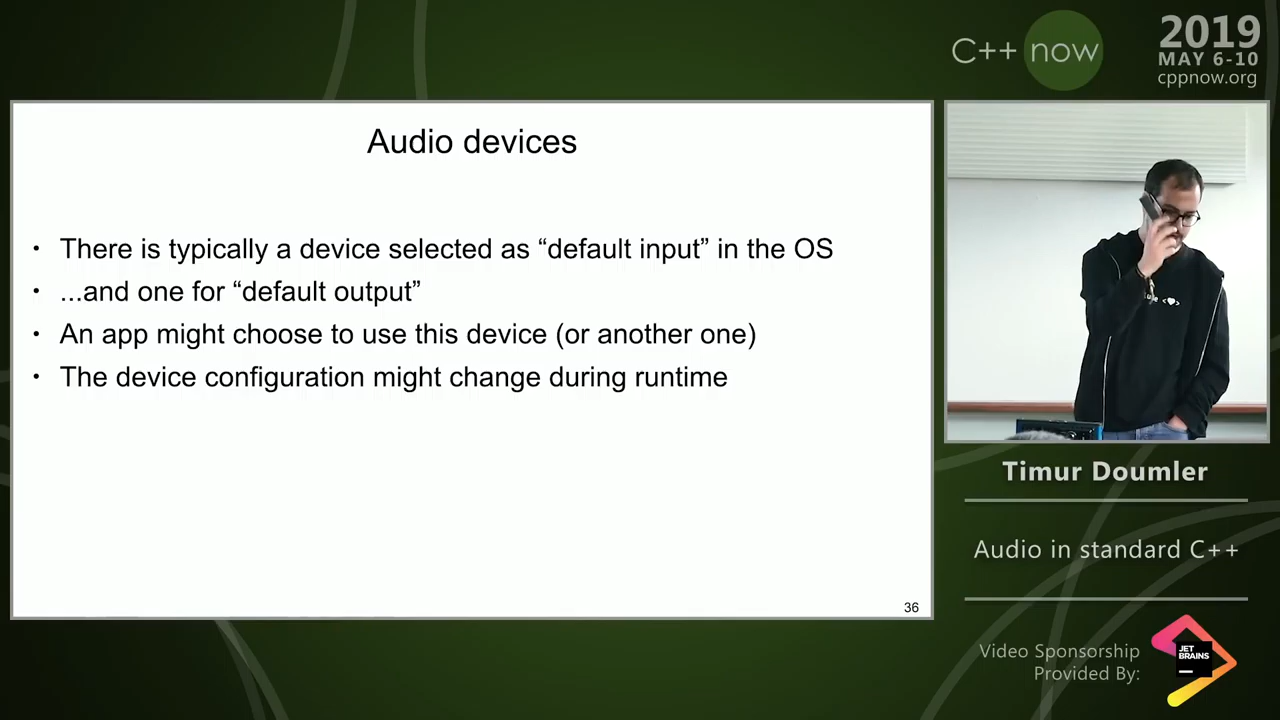 C++ now
2019
MAY 6-10
cppnow.org
Audio devices
• There is typically a device selected as “default input” in the OS
• ...and one for “default output”
• An app might choose to use this device (or another one)
• The device configuration might change during runtime
36
Timur Doumler
Audio in standard C++
Video Sponsorship
Provided By:
JET
BRAINS